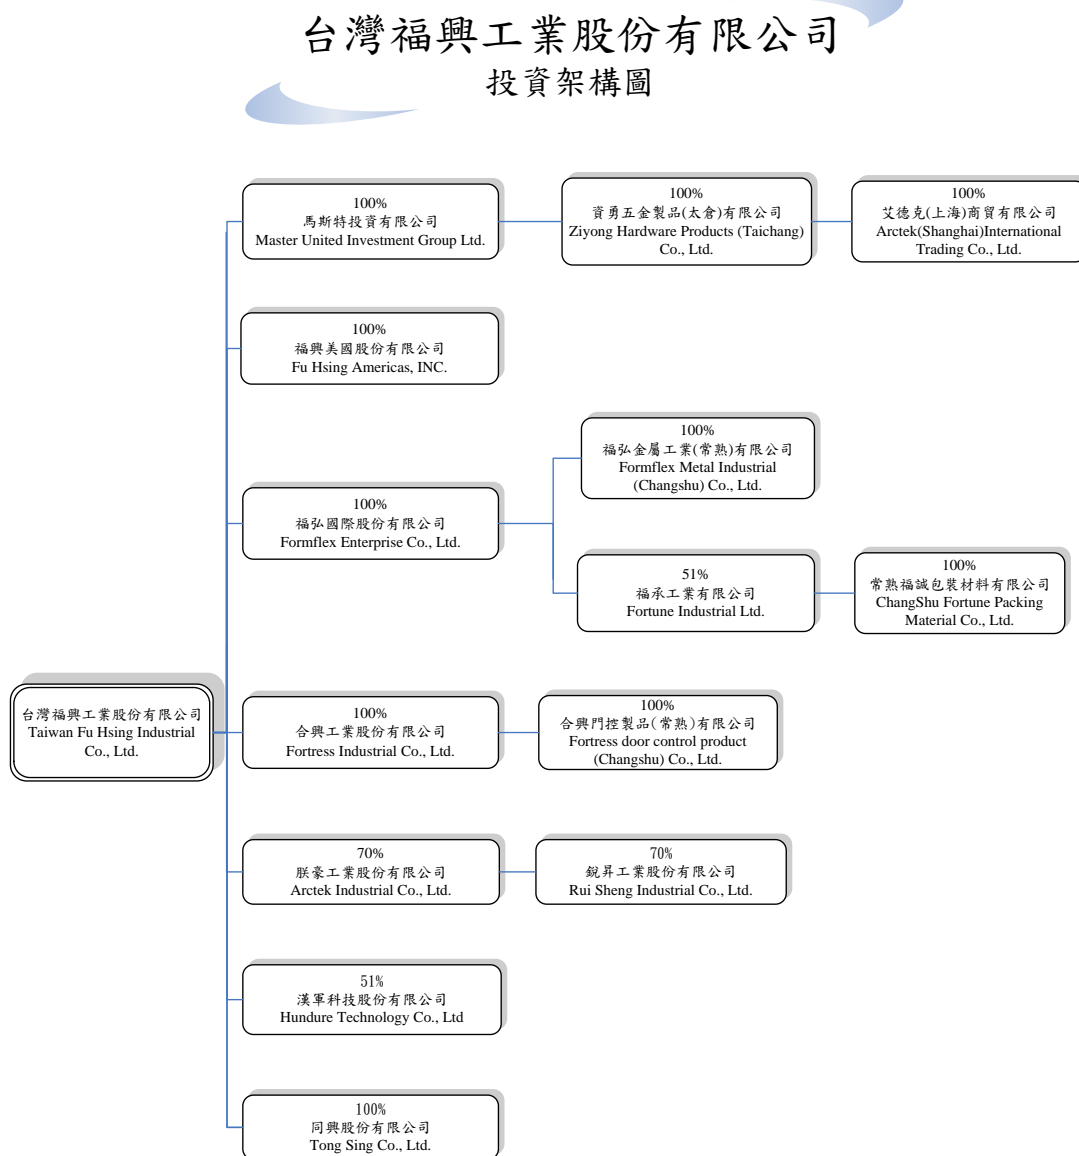 台灣福興工業股份有限公司
投資架構圖
100%
馬斯特投資有限公司
Master United Investment Group Ltd.
100%
資勇五金製品(太倉)有限公司
Ziyong Hardware Products (Taichang)
Co., Ltd.
100%
艾德克(上海)商貿有限公司
Arctek(Shanghai)International
Trading Co., Ltd.
100%
福興美國股份有限公司
Fu Hsing Americas, INC.
100%
福弘國際股份有限公司
Formflex Enterprise Co., Ltd.
100%
福弘金屬工業(常熟)有限公司
Formflex Metal Industrial
(Changshu) Co., Ltd.
51%
福承工業有限公司
Fortune Industrial Ltd.
100%
常熟福誠包裝材料有限公司
ChangShu Fortune Packing
Material Co., Ltd.
台灣福興工業股份有限公司
Taiwan Fu Hsing Industrial
Co., Ltd.
100%
合興工業股份有限公司
Fortress Industrial Co., Ltd.
100%
合興門控製品(常熟)有限公司
Fortress door control product
(Changshu) Co., Ltd.
70%
朕豪工業股份有限公司
Arctek Industrial Co., Ltd.
70%
銳昇工業股份有限公司
Rui Sheng Industrial Co., Ltd.
51%
漢軍科技股份有限公司
Hundure Technology Co., Ltd
100%
同興股份有限公司
Tong Sing Co., Ltd.